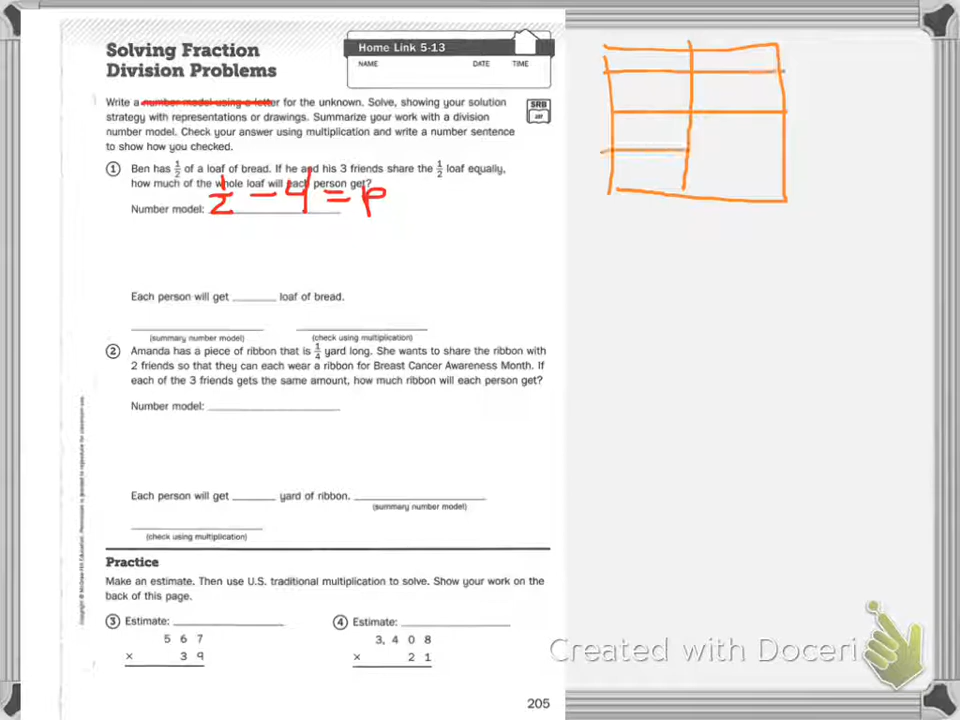 Solving Fraction
Division Problems
Home Link 5-13
NAME DATE TIME
Write a number model using a letter for the unknown. Solve, showing your solution
SRB
strategy with representations or drawings. Summarize your work with a division
number model. Check your answer using multiplication and write a number sentence
to show how you checked.
① Ben has 1/2 of a loaf of bread. If he and his 3 friends share the 1/2 loaf equally,
how much of the whole loaf will each person get?
Number model: 1/2 − 4 = p
Each person will get ______ loaf of bread.
(summary number model) (check using multiplication)
② Amanda has a piece of ribbon that is 1/4 yard long. She wants to share the ribbon with
2 friends so that they can each wear a ribbon for Breast Cancer Awareness Month. If
each of the 3 friends gets the same amount, how much ribbon will each person get?
Number model: ______
Each person will get ______ yard of ribbon. ______
(summary number model)
(check using multiplication)
Practice
Make an estimate. Then use U.S. traditional multiplication to solve. Show your work on the
back of this page.
③ Estimate: ______ ④ Estimate: ______
5 6 7 3, 4 0 8
× 3 9 × 2 1
205
Created with Doceri